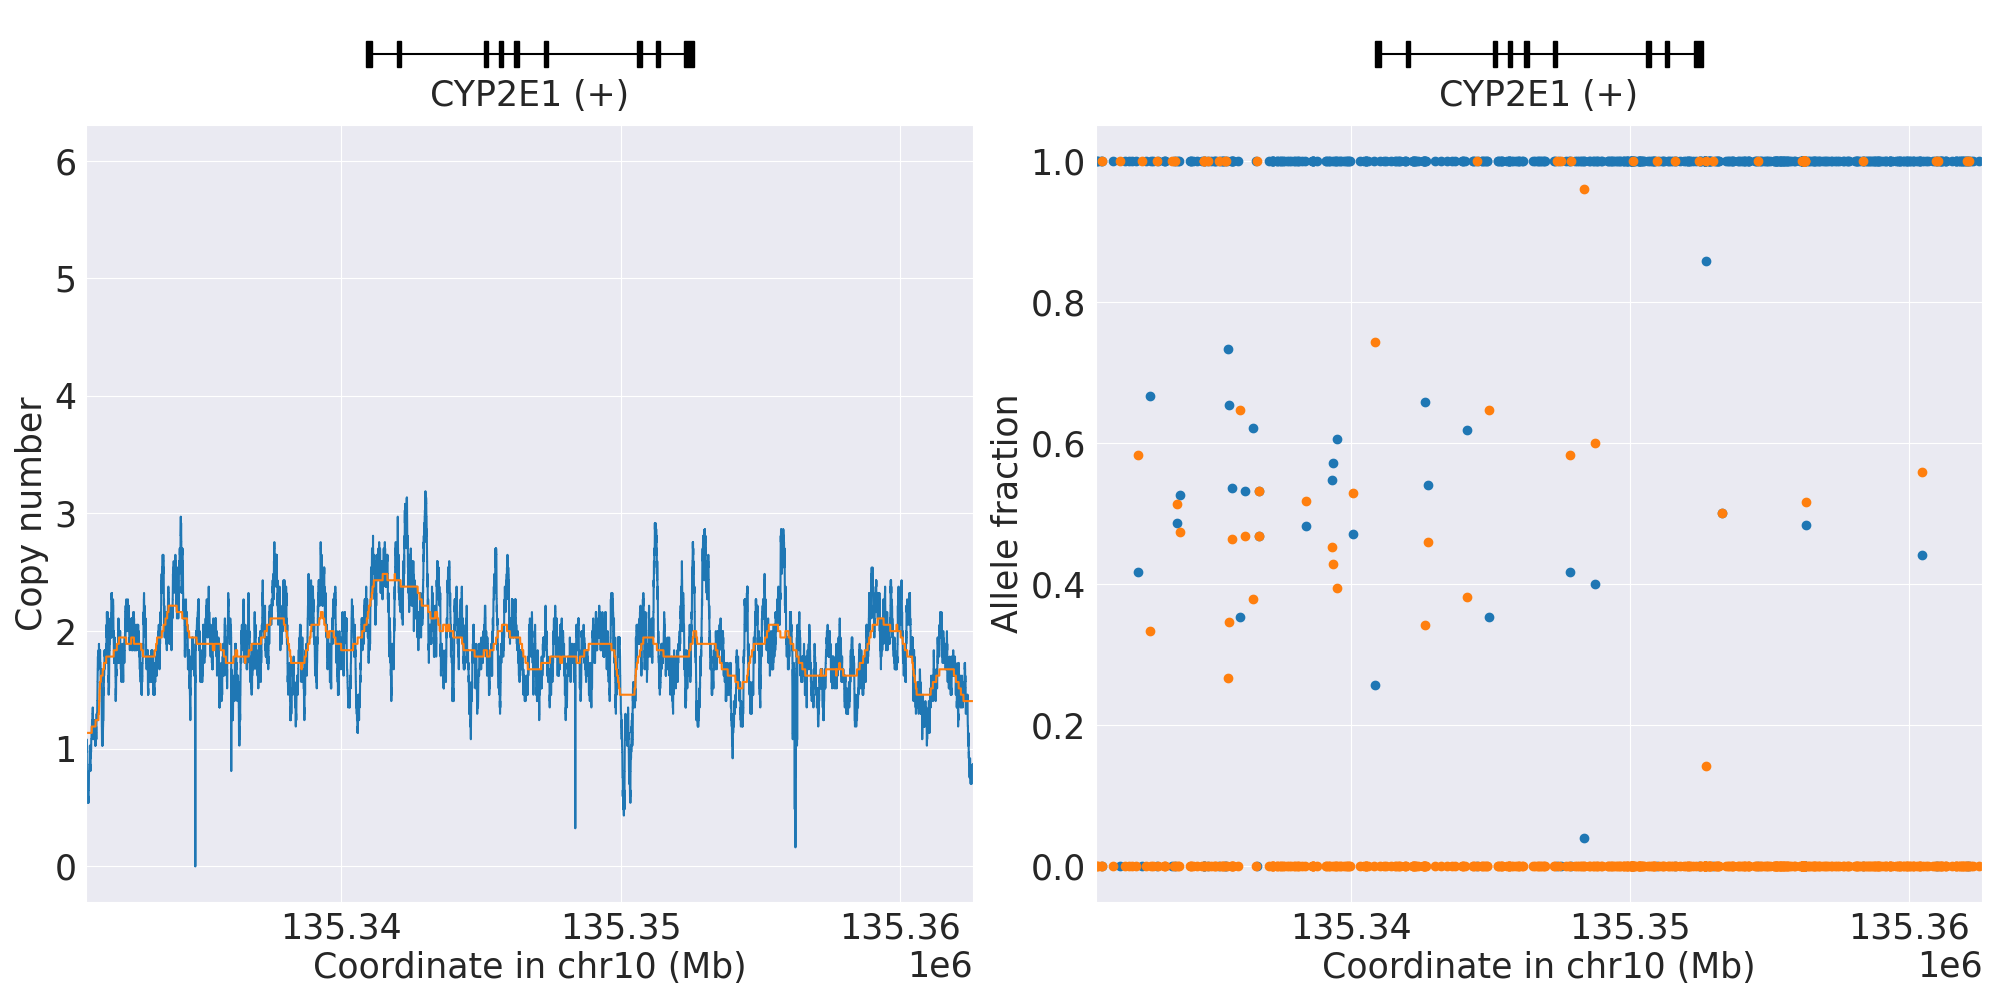 CYP2E1 (+)
CYP2E1 (+)
6
5
4
3
2
1
0
Copy number
135.34
135.35
135.36
Coordinate in chr10 (Mb)
1e6
1.0
0.8
0.6
0.4
0.2
0.0
Allele fraction
135.34
135.35
135.36
Coordinate in chr10 (Mb)
1e6